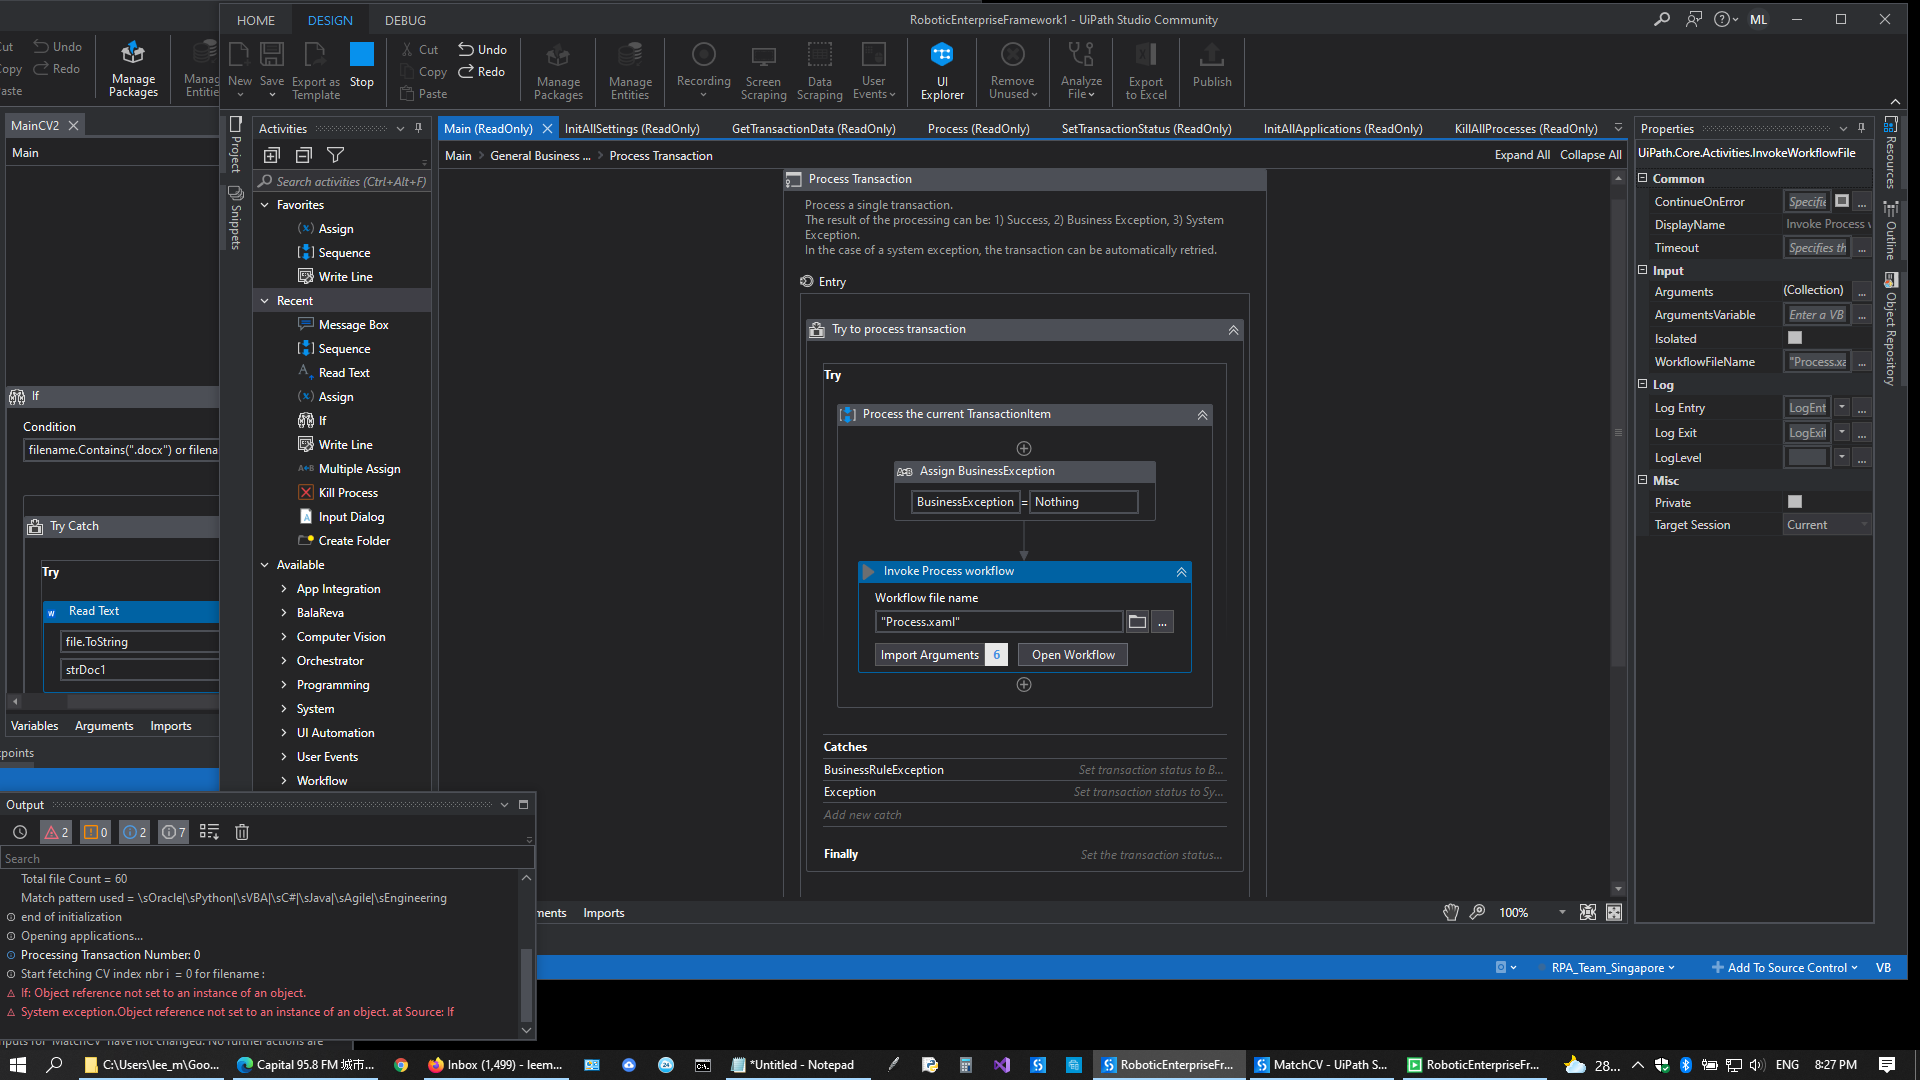 HOME
DESIGN
DEBUG
RoboticEnterpriseFramework1 - UiPath Studio Community
ML
Undo
Redo
Manage Packages
New
Save
Export as Template
Stop
Cut
Copy
Paste
Undo
Redo
Manage Packages
Manage Entities
Recording
Screen Scraping
Data Scraping
User Events
UI Explorer
Remove Unused
Analyze File
Export to Excel
Publish
MainCV2
Main
Project
Snippets
If
Condition
filename.Contains(".docx") or filena
Try Catch
Try
Read Text
file.ToString
strDoc1
Variables
Arguments
Imports
Activities
Search activities (Ctrl+Alt+F)
Favorites
Assign
Sequence
Write Line
Recent
Message Box
Sequence
Read Text
Assign
If
Write Line
Multiple Assign
Kill Process
Input Dialog
Create Folder
Available
App Integration
BalaReva
Computer Vision
Orchestrator
Programming
System
UI Automation
User Events
Workflow
Main (ReadOnly)
InitAllSettings (ReadOnly)
GetTransactionData (ReadOnly)
Process (ReadOnly)
SetTransactionStatus (ReadOnly)
InitAllApplications (ReadOnly)
KillAllProcesses (ReadOnly)
Main > General Business ... > Process Transaction
Expand All
Collapse All
Process Transaction
Process a single transaction.
The result of the processing can be: 1) Success, 2) Business Exception, 3) System
Exception.
In the case of a system exception, the transaction can be automatically retried.
Entry
Try to process transaction
Try
Process the current TransactionItem
Assign BusinessException
BusinessException = Nothing
Invoke Process workflow
Workflow file name
"Process.xaml"
...
Import Arguments 6
Open Workflow
Catches
BusinessRuleException
Set transaction status to B...
Exception
Set transaction status to Sy...
Add new catch
Finally
Set the transaction status...
Imports
100%
Properties
UiPath.Core.Activities.InvokeWorkflowFile
Common
ContinueOnError
DisplayName Invoke Process
Timeout Specifies th
Input
Arguments (Collection)
ArgumentsVariable Enter a VB
Isolated
WorkflowFileName "Process.xa
Log
Log Entry LogEnt
Log Exit LogExit
LogLevel
Misc
Private
Target Session Current
Resources
Outline
Object Repository
RPA_Team_Singapore
Add To Source Control
VB
Output
2
0
2
7
Search
Total file Count = 60
Match pattern used = \sOracle|\sPython|\sVBA|\sC#|\sJava|\sAgile|\sEngineering
end of initialization
Opening applications...
Processing Transaction Number: 0
Start fetching CV index nbr i = 0 for filename :
If: Object reference not set to an instance of an object.
System exception.Object reference not set to an instance of an object. at Source: If
C:\Users\lee_m\Goo...
Capital 95.8 FM 城市...
Inbox (1,499) - leem...
*Untitled - Notepad
RoboticEnterpriseFr...
MatchCV - UiPath S...
RoboticEnterpriseFr...
28...
ENG
8:27 PM